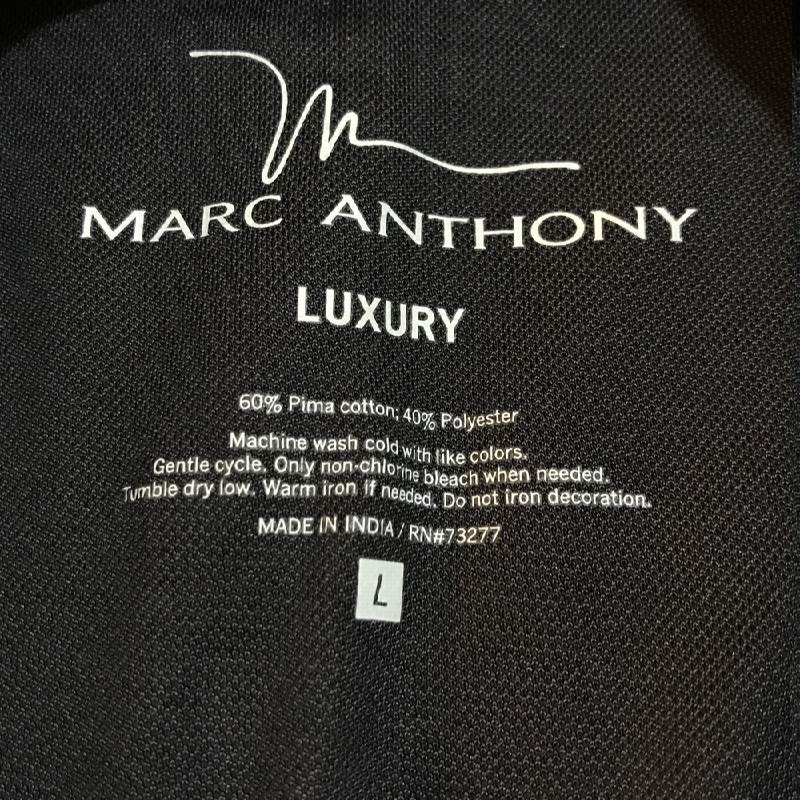 MARC ANTHONY
LUXURY
60% Pima cotton; 40% Polyester
Machine wash cold with like colors.
Gentle cycle. Only non-chlorine bleach when needed.
Tumble dry low. Warm iron if needed. Do not iron decoration.
MADE IN INDIA / RN#73277
L